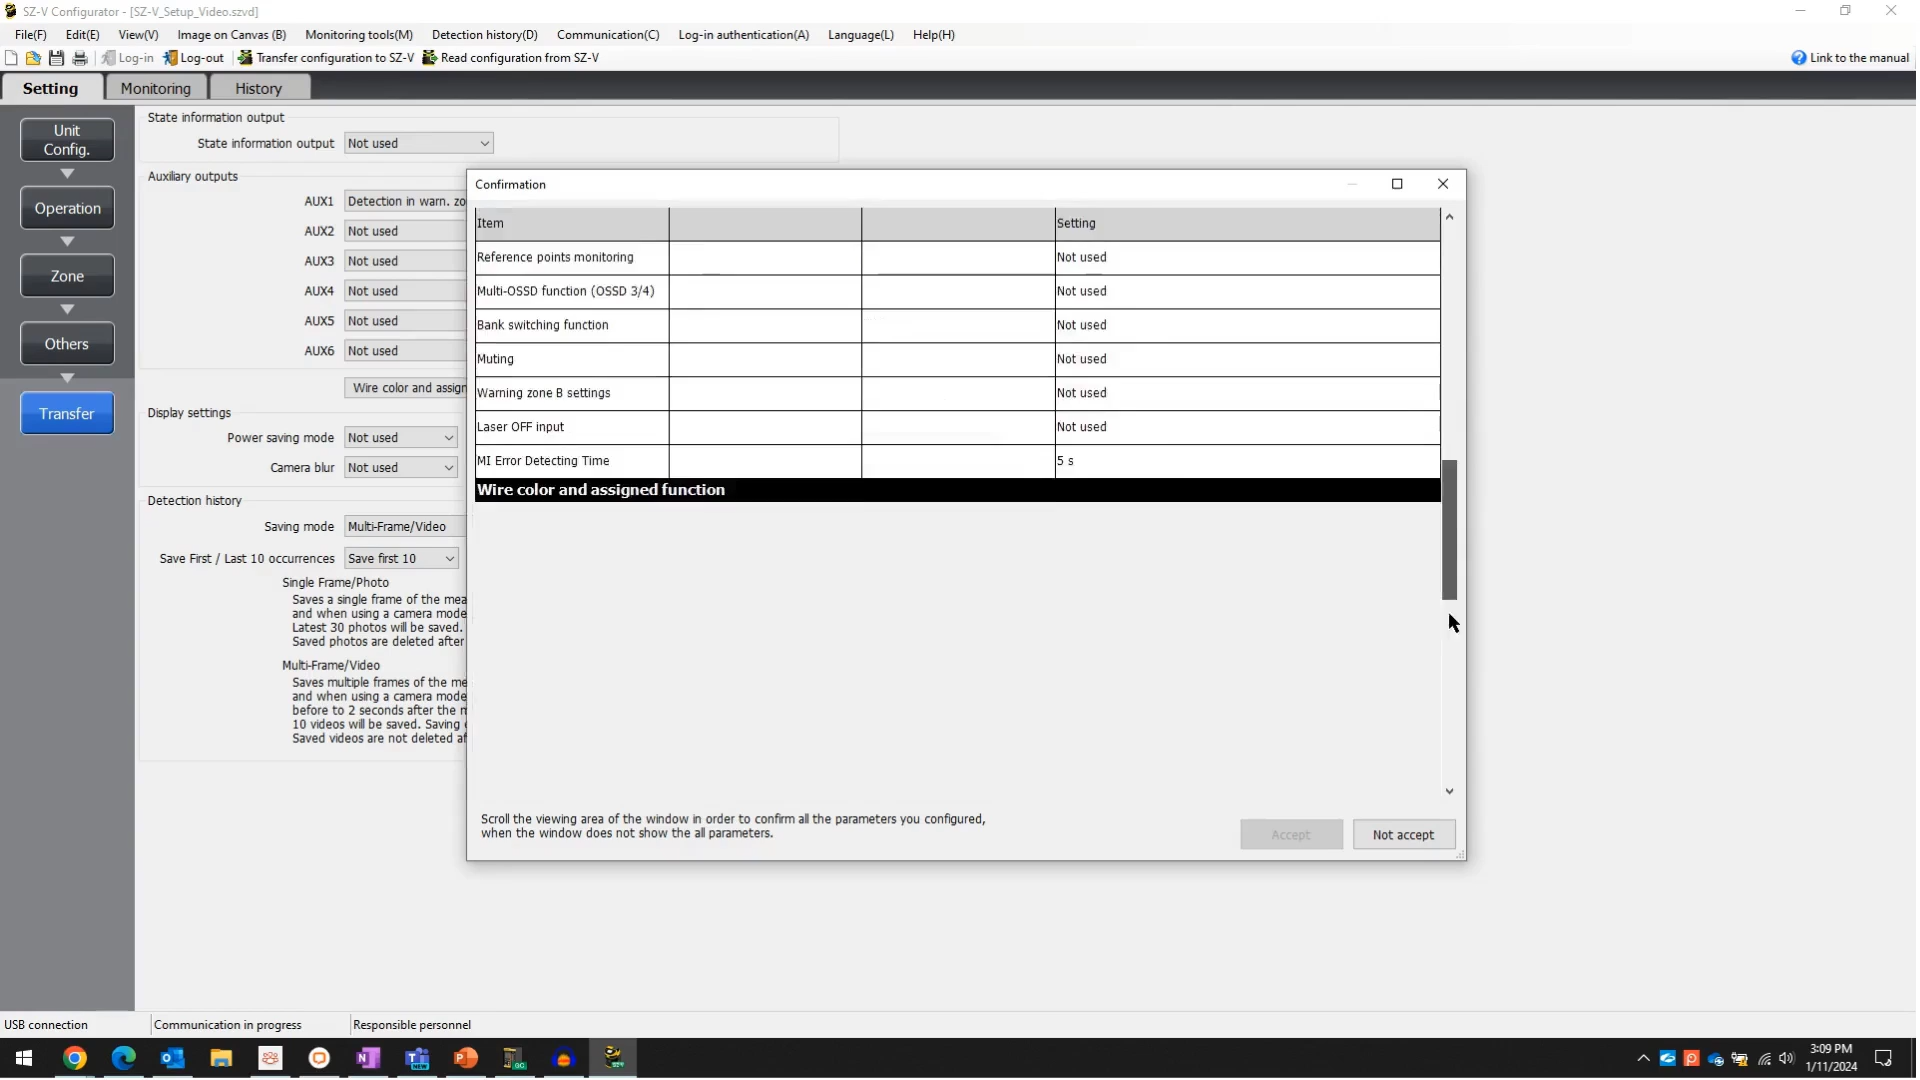 SZ-V Configurator - [SZ-V_Setup_Video.szvd]
File(F) Edit(E) View(V) Image on Canvas (B) Monitoring tools(M) Detection history(D) Communication(C) Log-in authentication(A) Language(L) Help(H)
Log-in Log-out Transfer configuration to SZ-V Read configuration from SZ-V Link to the manual
Setting Monitoring History
Unit
Config.
Operation
Zone
Others
Transfer
State information output
State information output Not used
Auxiliary outputs
AUX1 Detection in warn. zo
AUX2 Not used
AUX3 Not used
AUX4 Not used
AUX5 Not used
AUX6 Not used
Wire color and assign
Display settings
Power saving mode Not used
Camera blur Not used
Detection history
Saving mode Multi-Frame/Video
Save First / Last 10 occurrences Save first 10
Single Frame/Photo
Saves a single frame of the mea
and when using a camera mode
Latest 30 photos will be saved.
Saved photos are deleted after
Multi-Frame/Video
Saves multiple frames of the me
and when using a camera mode
before to 2 seconds after the
10 videos will be saved. Saving
Saved videos are not deleted af
Confirmation
Item Setting
Reference points monitoring Not used
Multi-OSSD function (OSSD 3/4) Not used
Bank switching function Not used
Muting Not used
Warning zone B settings Not used
Laser OFF input Not used
MI Error Detecting Time 5 s
Wire color and assigned function
Scroll the viewing area of the window in order to confirm all the parameters you configured,
when the window does not show the all parameters.
Accept Not accept
USB connection Communication in progress Responsible personnel
3:09 PM
1/11/2024